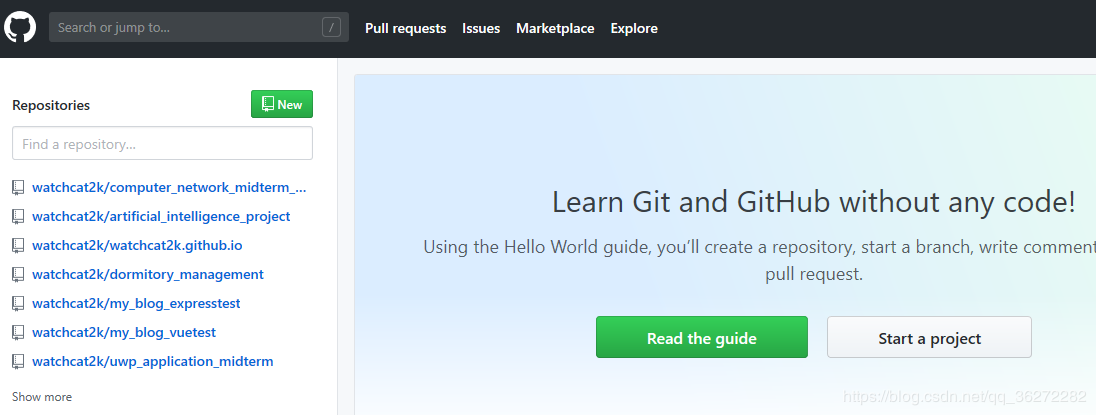 Search or jump to... /
Pull requests Issues Marketplace Explore
Repositories
New
Find a repository...
watchcat2k/computer_network_midterm_...
watchcat2k/artificial_intelligence_project
watchcat2k/watchcat2k.github.io
watchcat2k/dormitory_management
watchcat2k/my_blog_expresstest
watchcat2k/my_blog_vuetest
watchcat2k/uwp_application_midterm
Show more
Learn Git and GitHub without any code!
Using the Hello World guide, you’ll create a repository, start a branch, write comment
pull request.
Read the guide
Start a project
https://blog.csdn.net/qq_36272282